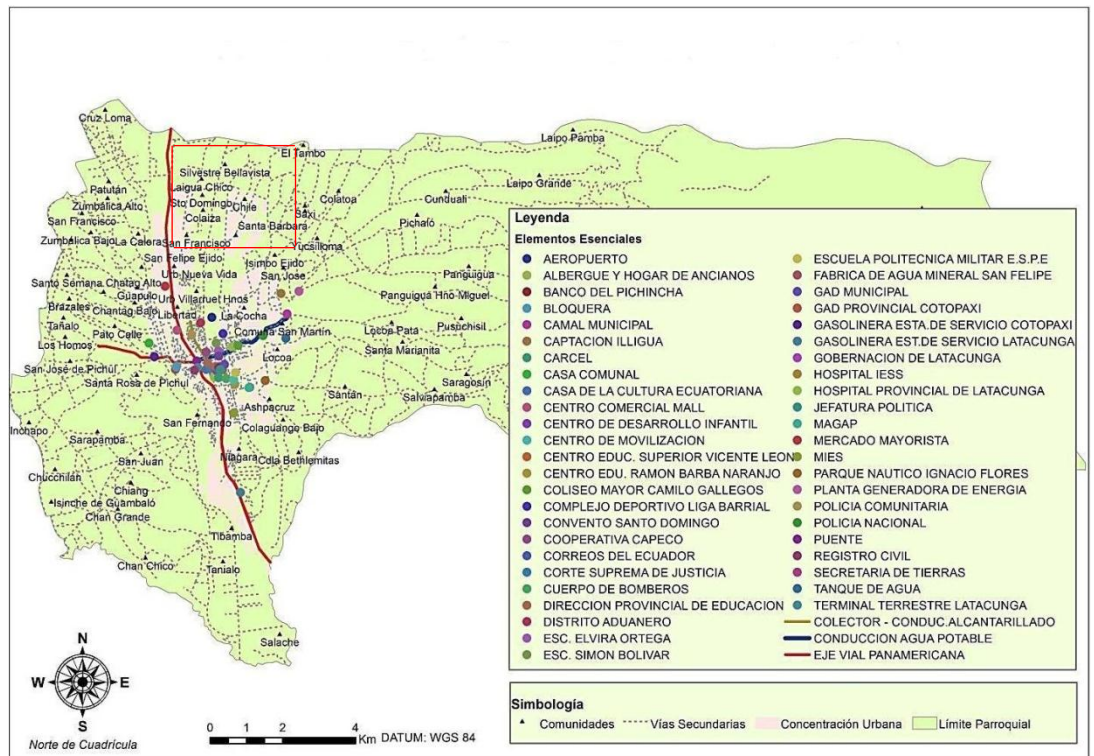 Cruz Loma
Laipo Pamba
El Tambo
Silvestre Bellavista
Laipo Grande
Patután
Laigua Chico
Zumbálica Alto
Sto Domingo
Chile
Colatoa
Cunduali
San Francisco
Colaiza
Saxi
Pichaló
Santa Bárbara
Zumbálica Bajo
La Calera
San Francisco
Yucsiloma
San Felipe Ejido
Isimbo Ejido
Urb Nueva Vida
San José
Panguigua
Santo Semana
Chatag Alto
Guapulo
Urb Villarruet Hnos
Panguigua Hno Miguel
Brazales
Chantag Bajo
Libertad
La Cocha
Tañalo
Pato Calle
Comuna San Martín
Locoa Pata
Pusuchisil
Los Hornos
Locoa
Santa Marianita
San José de Pichul
Santa Rosa de Pichul
Santán
Saragosín
Salviapamba
Ashpacruz
San Fernando
Colaguange Bajo
Inchapo
Sarapamba
Niagara
Cdla Bethlemitas
San Juan
Chucchilán
Chiang
Isinche de Guambaló
Chan Grande
Tibamba
Chan Chico
Tanialo
Salache
Leyenda
Elementos Esenciales
AEROPUERTO
ALBERGUE Y HOGAR DE ANCIANOS
BANCO DEL PICHINCHA
BLOQUERA
CAMAL MUNICIPAL
CAPTACION ILLIGUA
CARCEL
CASA COMUNAL
CASA DE LA CULTURA ECUATORIANA
CENTRO COMERCIAL MALL
CENTRO DE DESARROLLO INFANTIL
CENTRO DE MOVILIZACION
CENTRO EDUC. SUPERIOR VICENTE LEON
CENTRO EDU. RAMON BARBA NARANJO
COLISEO MAYOR CAMILO GALLEGOS
COMPLEJO DEPORTIVO LIGA BARRIAL
CONVENTO SANTO DOMINGO
COOPERATIVA CAPECO
CORREOS DEL ECUADOR
CORTE SUPREMA DE JUSTICIA
CUERPO DE BOMBEROS
DIRECCION PROVINCIAL DE EDUCACION
DISTRITO ADUANERO
ESC. ELVIRA ORTEGA
ESC. SIMON BOLIVAR
ESCUELA POLITECNICA MILITAR E.S.P.E
FABRICA DE AGUA MINERAL SAN FELIPE
GAD MUNICIPAL
GAD PROVINCIAL COTOPAXI
GASOLINERA ESTA.DE SERVICIO COTOPAXI
GASOLINERA EST.DE SERVICIO LATACUNGA
GOBERNACION DE LATACUNGA
HOSPITAL IESS
HOSPITAL PROVINCIAL DE LATACUNGA
JEFATURA POLITICA
MAGAP
MERCADO MAYORISTA
MIES
PARQUE NAUTICO IGNACIO FLORES
PLANTA GENERADORA DE ENERGIA
POLICIA COMUNITARIA
POLICIA NACIONAL
PUENTE
REGISTRO CIVIL
SECRETARIA DE TIERRAS
TANQUE DE AGUA
TERMINAL TERRESTRE LATACUNGA
COLECTOR - CONDUC.ALCANTARILLADO
CONDUCCION AGUA POTABLE
EJE VIAL PANAMERICANA
Simbología
Comunidades
Vías Secundarias
Concentración Urbana
Límite Parroquial
N
W E
S
Norte de Cuadrícula
0 1 2 4
Km DATUM: WGS 84